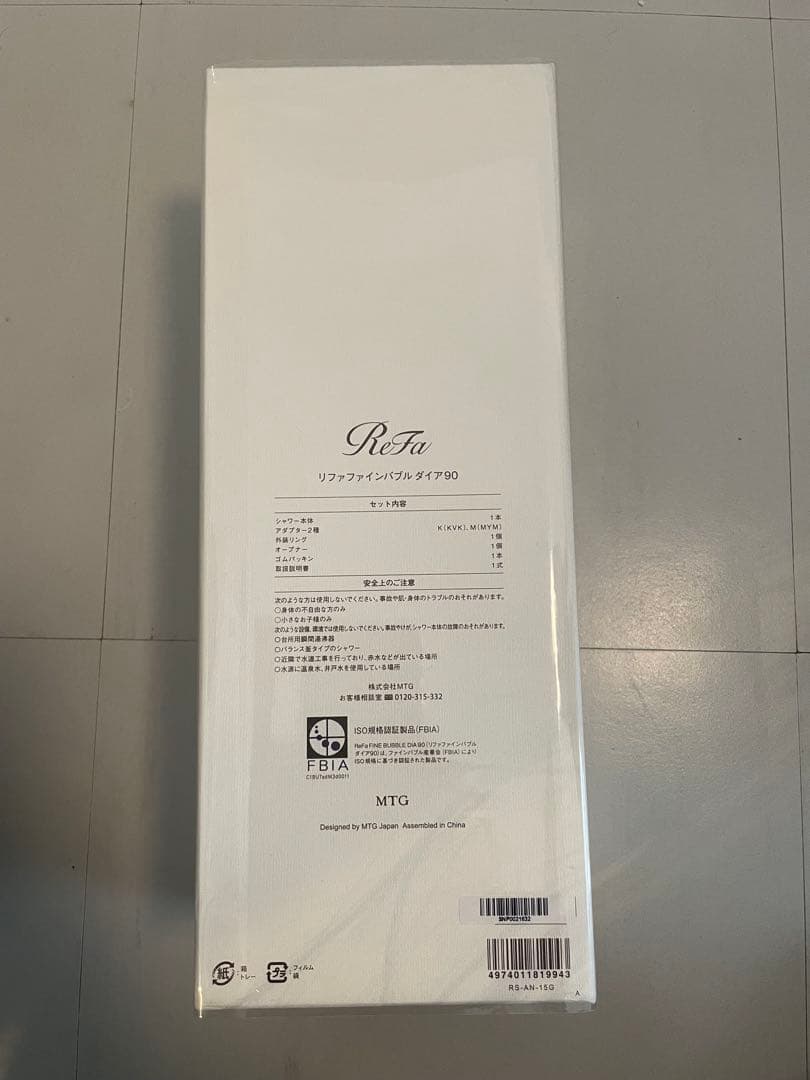 ReFa
リファファインバブル ダイア90
セット内容
シャワー本体 1本
アダプター2種 K(KVK)、M(MYM)
外鍋リング 1個
オープナー 1個
ゴムパッキン 1本
取扱説明書 1式
安全上のご注意
次のような方は使用しないでください。事故や肌・身体のトラブルのおそれがあります。
○身体の不自由な方のみ
○小さなお子様のみ
次のような設備、環境では使用しないでください。事故やけが、シャワー本体の故障のおそれがあります。
○台所用瞬間湯沸器
○バランス釜タイプのシャワー
○近隣で水道工事を行っており、赤水などが出ている場所
○水源に温泉水、井戸水を使用している場所
株式会社MTG
お客様相談室 0120-315-332
ISO規格認証製品(FBIA)
ReFa FINE BUBBLE DIA 90(リファファインバブル
ダイア90)は、ファインバブル産業会(FBIA)により
ISO規格に基づき認証された製品です。
FBIA
MTG
Designed by MTG Japan Assembled in China
SNP0021632
4974011819943
RS-AN-15G
A
紙 箱
トレー
プラ フィルム
袋